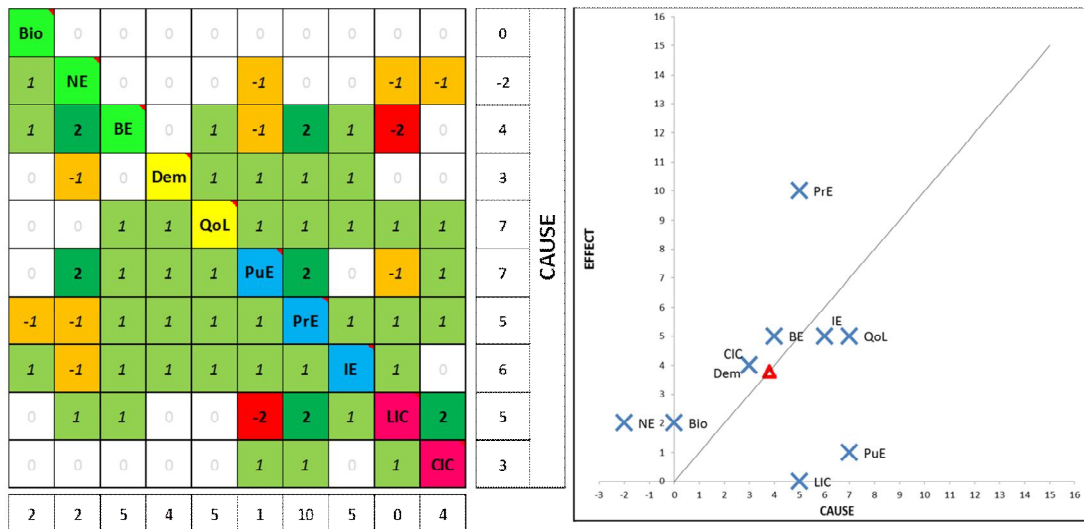 Bio 0 0 0 0 0 0 0 0 0 0
1 NE 0 0 0 -1 0 0 -1 -1 -2
1 2 BE 0 1 -1 2 1 -2 0 4
0 -1 0 Dem 1 1 1 1 0 0 3
0 0 1 1 QoL 1 1 1 1 1 7
0 2 1 1 1 PuE 2 0 -1 1 7
-1 -1 1 1 1 1 PrE 1 1 1 5
1 -1 1 1 1 1 1 IE 1 0 6
0 1 1 0 0 -2 2 1 LIC 2 5
0 0 0 0 0 1 1 0 1 CIC 3
2 2 5 4 5 1 10 5 0 4
CAUSE
EFFECT
16
15
14
13
12
11
10
9
8
7
6
5
4
3
2
1
0
PrE
BE
IE
QoL
CIC
Dem
NE
Bio
PuE
LIC
-3 -2 -1 0 1 2 3 4 5 6 7 8 9 10 11 12 13 14 15 16
CAUSE